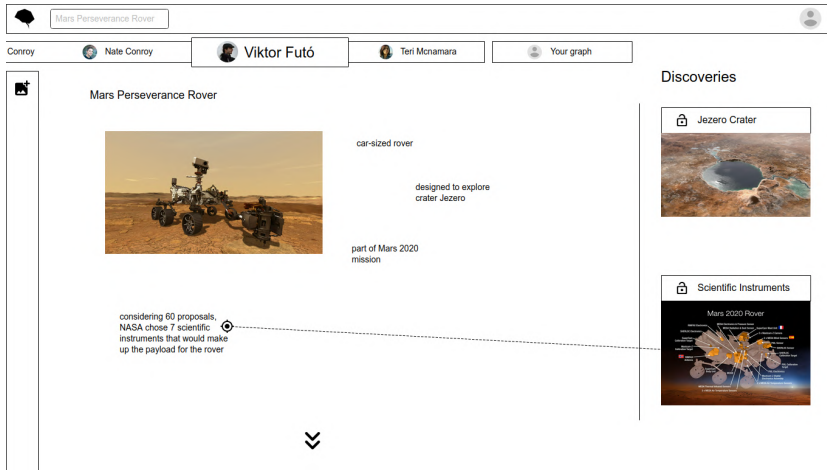 Mars Perseverance Rover
Conroy
Nate Conroy
Viktor Futó
Teri Mcnamara
Your graph
Discoveries
Mars Perseverance Rover
Jezero Crater
car-sized rover
designed to explore
crater Jezero
part of Mars 2020
mission
Scientific Instruments
considering 60 proposals,
NASA chose 7 scientific
instruments that would make
up the payload for the rover
Mars 2020 Rover